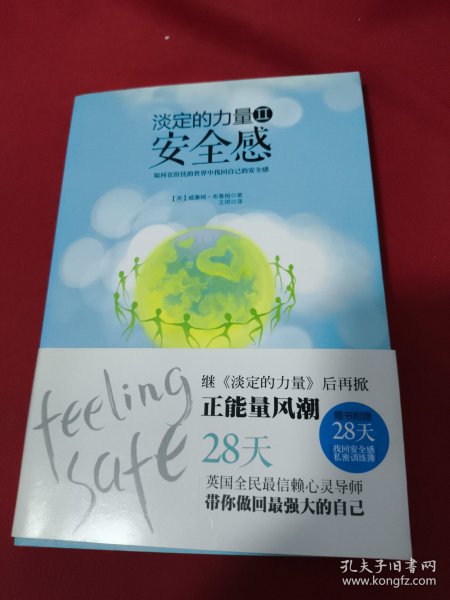 淡定的力量Ⅱ
安全感
如何在纷扰的世界中找回自己的安全感
【英】威廉姆·布鲁姆◎著
王明◎译
feeling
safe
继《淡定的力量》后再掀
正能量风潮
28天
英国全民最信赖心灵导师
带你做回最强大的自己
随书附赠
28天
找回安全感
私密训练簿
孔夫子旧书网
www.kongfz.com